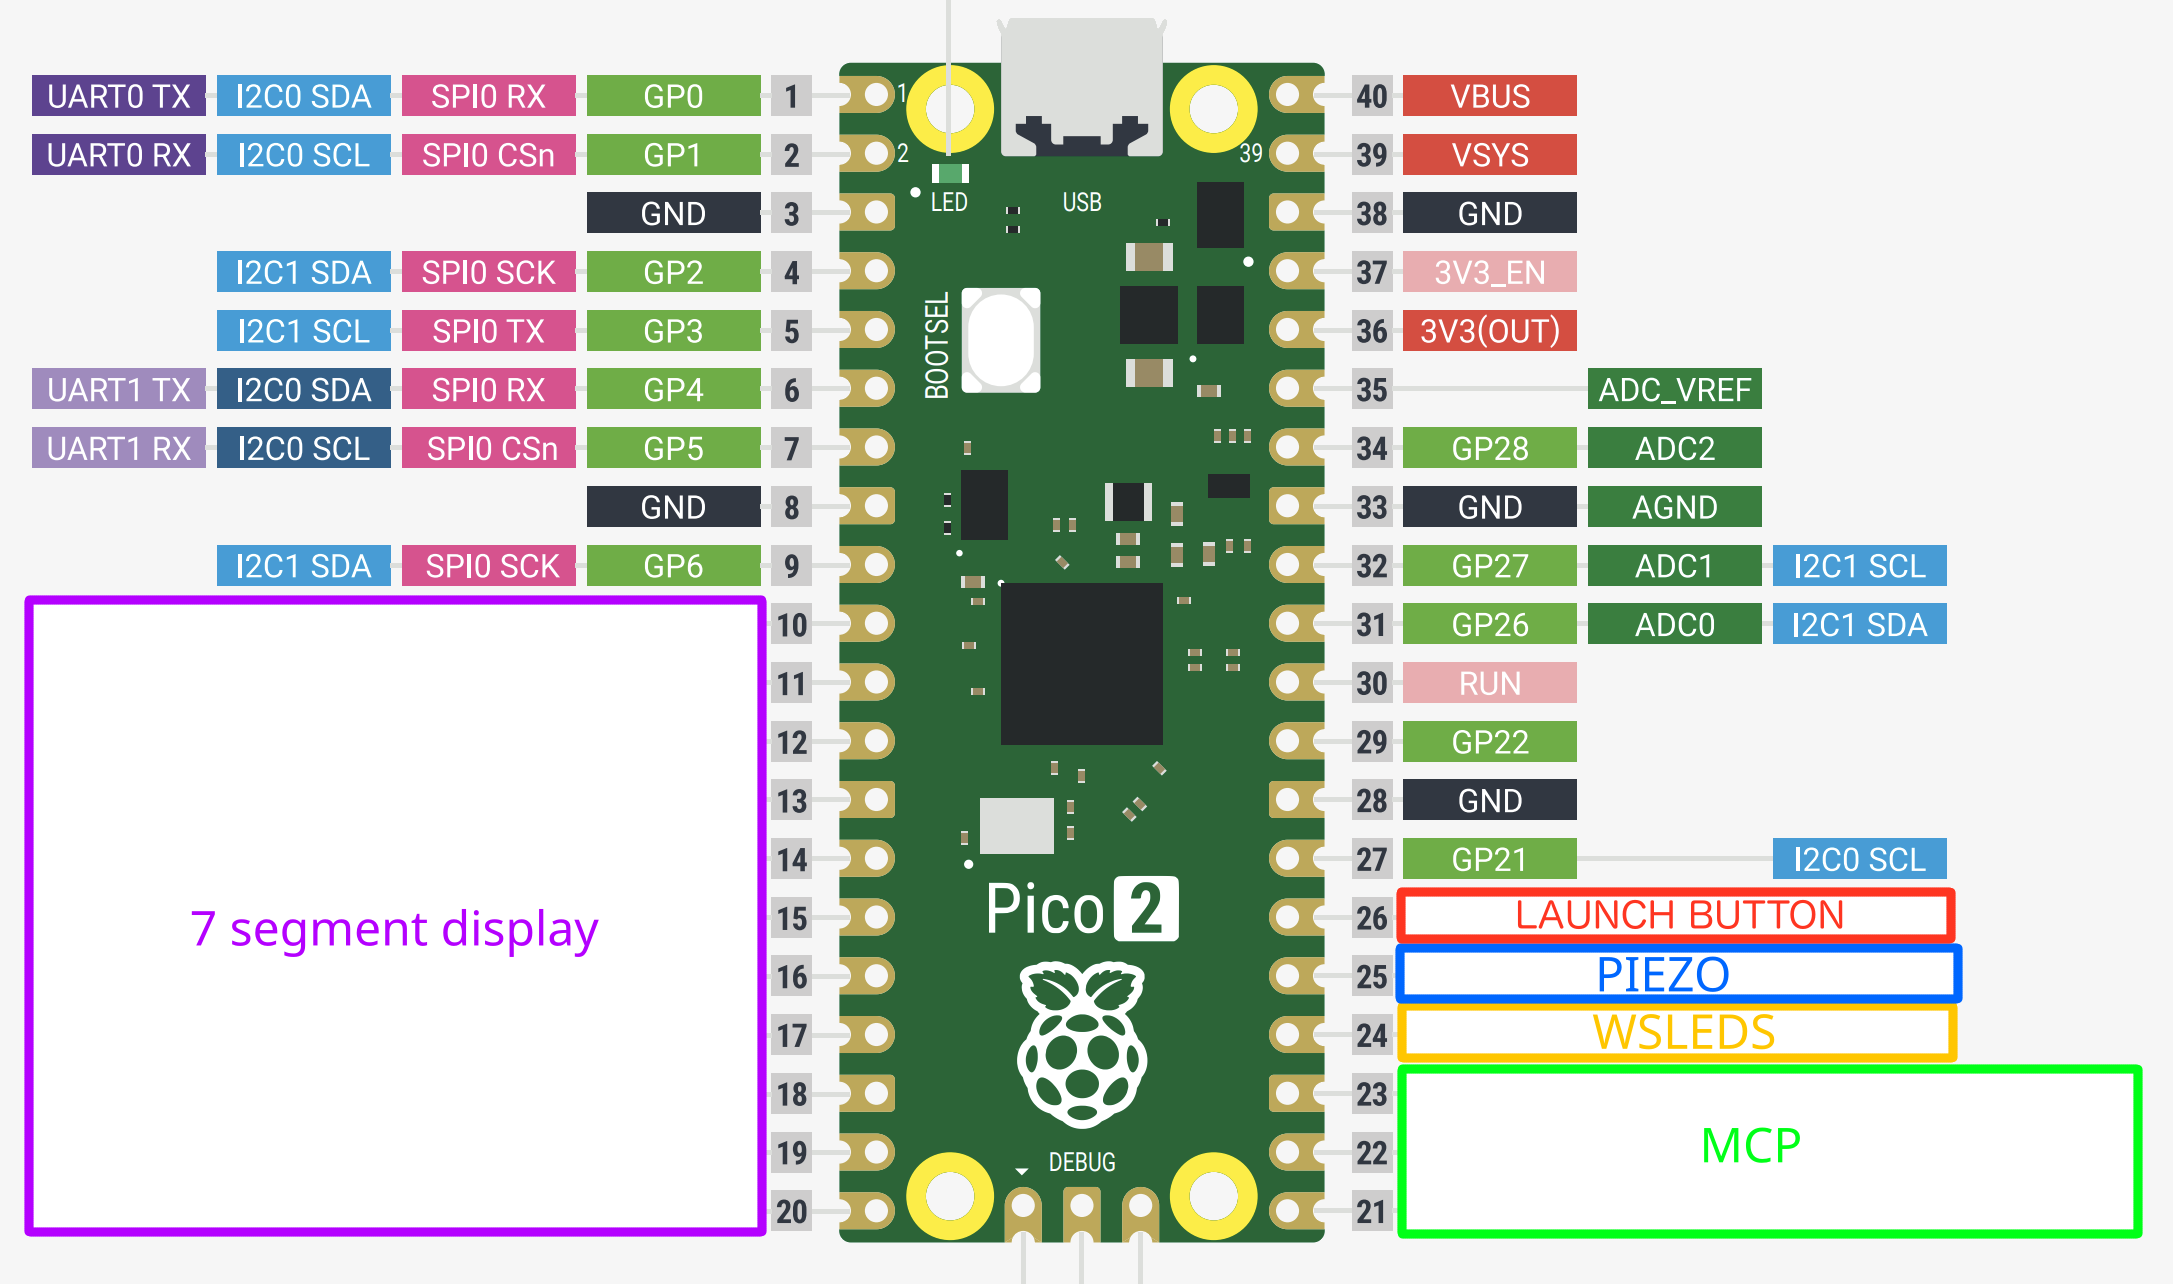 UART0 TX I2C0 SDA SPI0 RX GP0 1 1 40 VBUS
UART0 RX I2C0 SCL SPI0 CSn GP1 2 2 39 39 VSYS
GND 3 LED USB 38 GND
I2C1 SDA SPI0 SCK GP2 4 37 3V3_EN
I2C1 SCL SPI0 TX GP3 5 BOOTSEL 36 3V3(OUT)
UART1 TX I2C0 SDA SPI0 RX GP4 6 35 ADC_VREF
UART1 RX I2C0 SCL SPI0 CSn GP5 7 34 GP28 ADC2
GND 8 33 GND AGND
I2C1 SDA SPI0 SCK GP6 9 32 GP27 ADC1 I2C1 SCL
10 31 GP26 ADC0 I2C1 SDA
11 30 RUN
12 29 GP22
13 28 GND
14 27 GP21 I2C0 SCL
7 segment display 15 Pico 2 26 LAUNCH BUTTON
16 25 PIEZO
17 24 WSLEDS
18 23
19 DEBUG 22 MCP
20 21